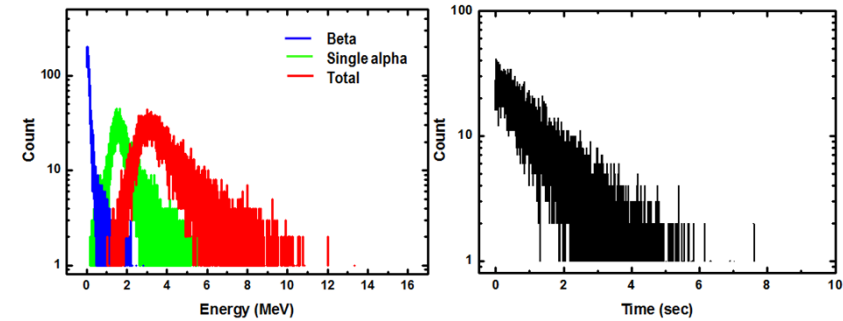 Beta
Single alpha
Total
Count
100
10
1
0 2 4 6 8 10 12 14 16
Energy (MeV)
Count
100
10
1
0 2 4 6 8 10
Time (sec)